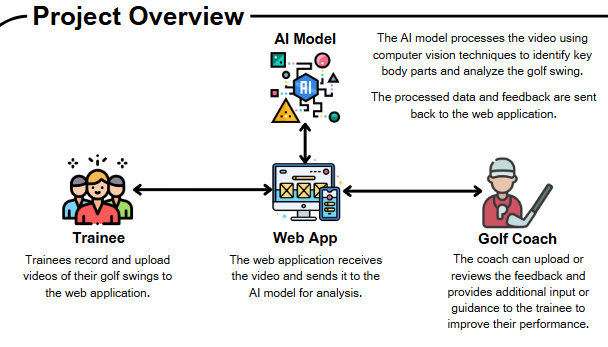 Project Overview
AI Model
The AI model processes the video using
computer vision techniques to identify key
body parts and analyze the golf swing.
The processed data and feedback are sent
back to the web application.
AI
Trainee
Trainees record and upload
videos of their golf swings to
the web application.
Web App
The web application receives
the video and sends it to the
AI model for analysis.
Golf Coach
The coach can upload or
reviews the feedback and
provides additional input or
guidance to the trainee to
improve their performance.